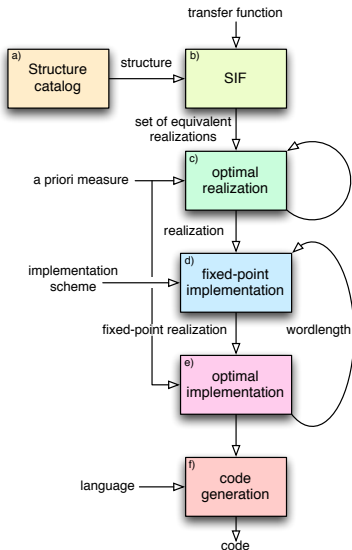 transfer function
a)
Structure
catalog
structure
b)
SIF
set of equivalent
realizations
c)
optimal
realization
a priori measure
realization
d)
fixed-point
implementation
implementation
scheme
fixed-point realization
wordlength
e)
optimal
implementation
f)
code
generation
language
code